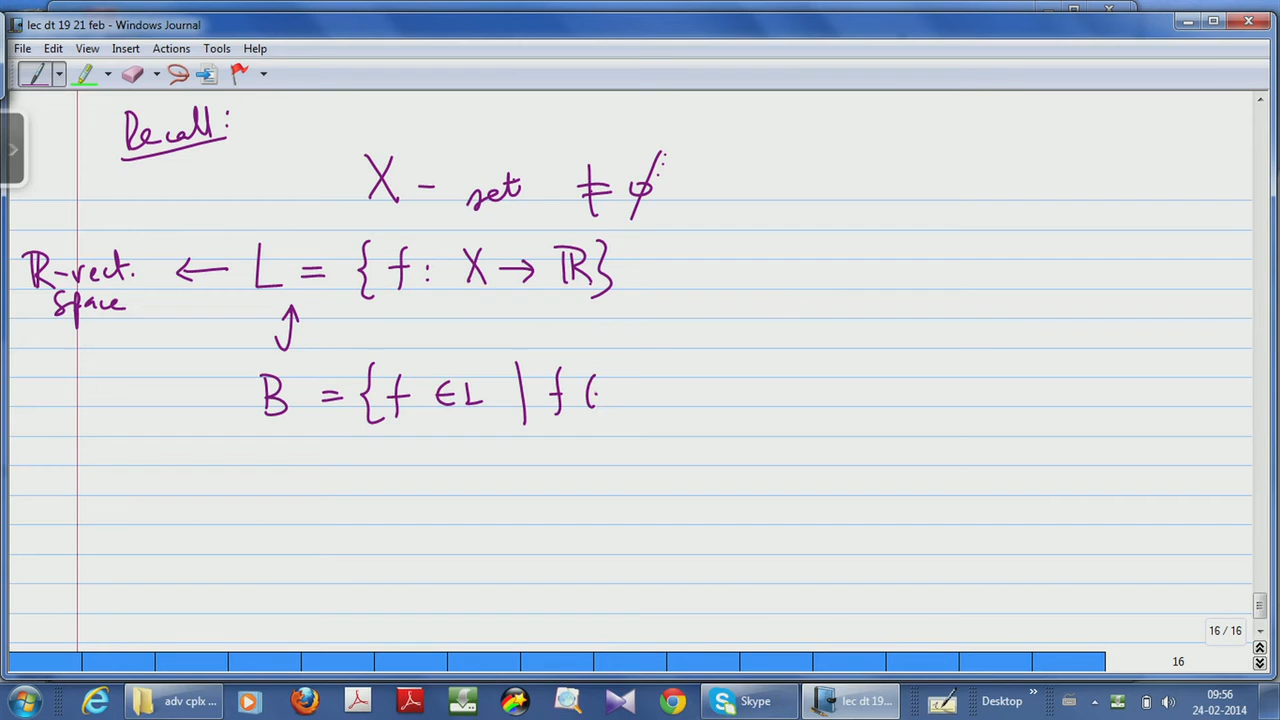 lec dt 19 21 feb - Windows Journal
File Edit View Insert Actions Tools Help
Recall:
X - set ≠ φ
ℝ-vect. ← L = { f : X → ℝ}
space
B = { f ∈ L | f (
16 / 16
16
adv cplx ...
Skype
lec dt 19...
Desktop
09:56
24-02-2014